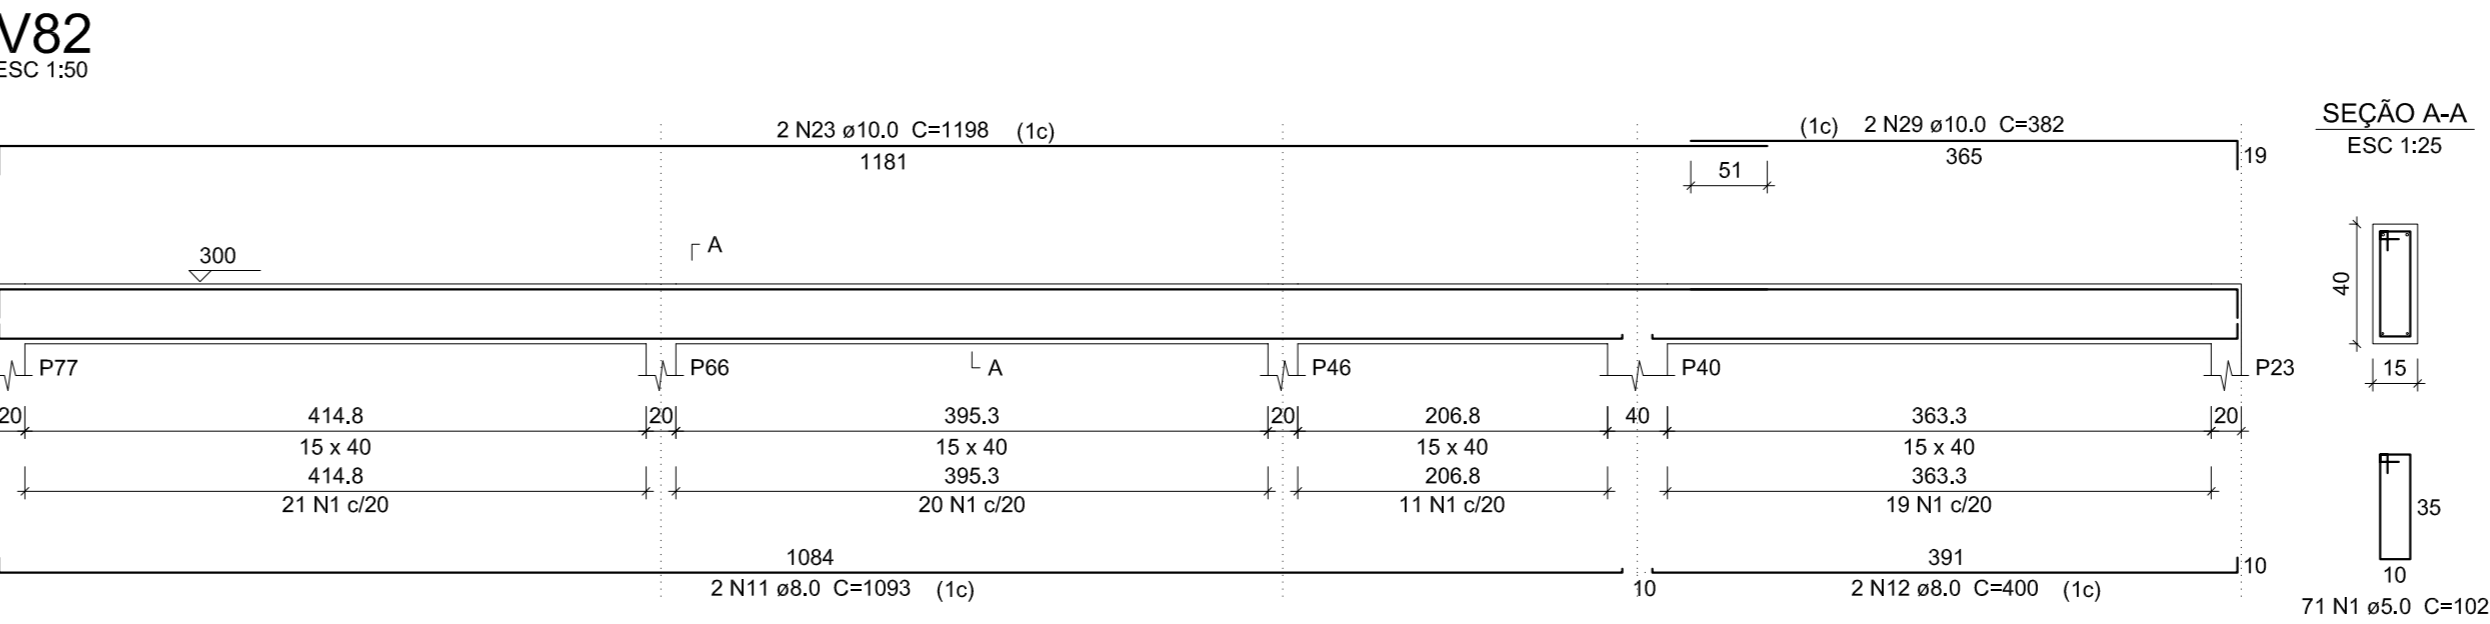 V82
ESC 1:50
2 N23 ø10.0 C=1198 (1c)
1181
(1c) 2 N29 ø10.0 C=382
365
19
51
SEÇÃO A-A
ESC 1:25
300
A
A
P77
P66
P46
P40
P23
40
15
20
414.8
20
395.3
20
206.8
40
363.3
20
15 x 40
15 x 40
15 x 40
15 x 40
414.8
395.3
206.8
363.3
21 N1 c/20
20 N1 c/20
11 N1 c/20
19 N1 c/20
35
10
71 N1 ø5.0 C=102
1084
2 N11 ø8.0 C=1093 (1c)
10
391
10
2 N12 ø8.0 C=400 (1c)